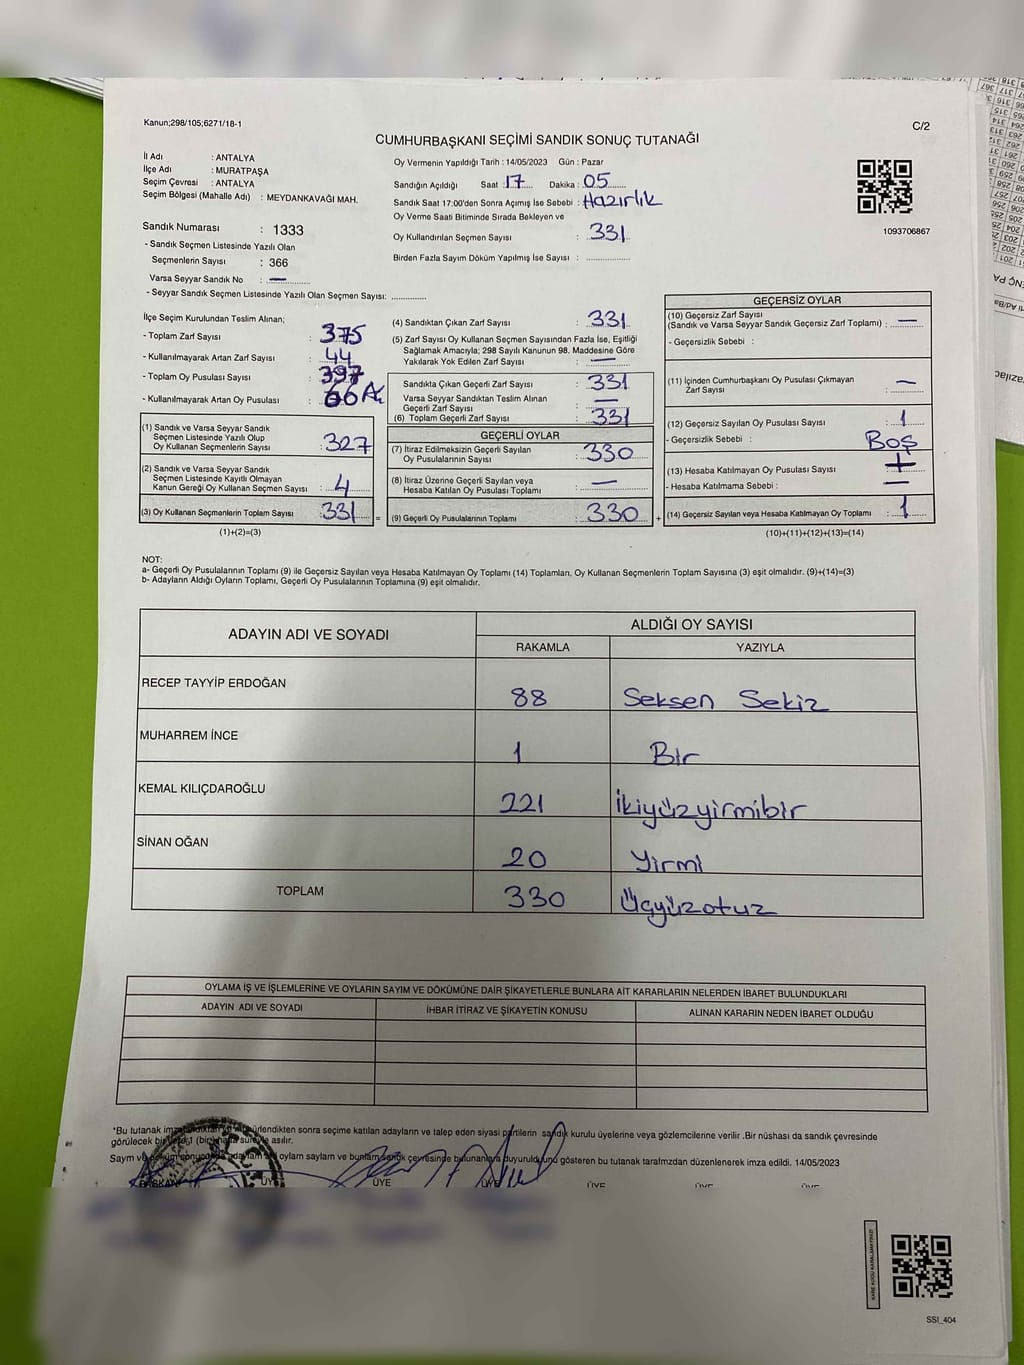 Kanun;298/105;6271/18-1
C/2
CUMHURBAŞKANI SEÇİMİ SANDIK SONUÇ TUTANAĞI
İl Adı : ANTALYA
İlçe Adı : MURATPAŞA
Seçim Çevresi : ANTALYA
Seçim Bölgesi (Mahalle Adı) : MEYDANKAVAĞI MAH.
Oy Vermenin Yapıldığı Tarih : 14/05/2023 Gün : Pazar
Sandığın Açıldığı Saat : 17 Dakika : 05
Sandık Saat 17:00'den Sonra Açımış İse Sebebi : Hazırlık
Oy Verme Saati Bitiminde Sırada Bekleyen ve
Oy Kullandırılan Seçmen Sayısı : 331
Birden Fazla Sayım Döküm Yapılmış İse Sayısı : ..................
1093706867
Sandık Numarası : 1333
- Sandık Seçmen Listesinde Yazılı Olan
Seçmenlerin Sayısı : 366
Varsa Seyyar Sandık No : —
- Seyyar Sandık Seçmen Listesinde Yazılı Olan Seçmen Sayısı: ..............
İlçe Seçim Kurulundan Teslim Alınan;
- Toplam Zarf Sayısı : 375
- Kullanılmayarak Artan Zarf Sayısı : 44
- Toplam Oy Pusulası Sayısı : 397
- Kullanılmayarak Artan Oy Pusulası : 66
(1) Sandık ve Varsa Seyyar Sandık
Seçmen Listesinde Yazılı Olup
Oy Kullanan Seçmenlerin Sayısı : 327
(2) Sandık ve Varsa Seyyar Sandık
Seçmen Listesinde Kayıtlı Olmayan
Kanun Gereği Oy Kullanan Seçmen Sayısı : 4
(3) Oy Kullanan Seçmenlerin Toplam Sayısı : 331 =
(1)+(2)=(3)
(4) Sandıktan Çıkan Zarf Sayısı : 331
(5) Zarf Sayısı Oy Kullanan Seçmen Sayısından Fazla İse, Eşitliği
Sağlamak Amacıyla; 298 Sayılı Kanunun 98. Maddesine Göre
Yakılarak Yok Edilen Zarf Sayısı : —
Sandıkta Çıkan Geçerli Zarf Sayısı : 331
Varsa Seyyar Sandıktan Teslim Alınan
Geçerli Zarf Sayısı : —
(6) Toplam Geçerli Zarf Sayısı : 331
GEÇERLİ OYLAR
(7) İtiraz Edilmeksizin Geçerli Sayılan
Oy Pusulalarının Sayısı : 330
(8) İtiraz Üzerine Geçerli Sayılan veya
Hesaba Katılan Oy Pusulası Toplamı : —
(9) Geçerli Oy Pusulalarının Toplamı : 330 +
GEÇERSİZ OYLAR
(10) Geçersiz Zarf Sayısı
(Sandık ve Varsa Seyyar Sandık Geçersiz Zarf Toplamı) : —
- Geçersizlik Sebebi :
(11) İçinden Cumhurbaşkanı Oy Pusulası Çıkmayan
Zarf Sayısı : —
(12) Geçersiz Sayılan Oy Pusulası Sayısı : 1
- Geçersizlik Sebebi : Boş
(13) Hesaba Katılmayan Oy Pusulası Sayısı : —
- Hesaba Katılmama Sebebi : —
(14) Geçersiz Sayılan veya Hesaba Katılmayan Oy Toplamı : 1
(10)+(11)+(12)+(13)=(14)
NOT:
a- Geçerli Oy Pusulalarının Toplamı (9) ile Geçersiz Sayılan veya Hesaba Katılmayan Oy Toplamı (14) Toplamları, Oy Kullanan Seçmenlerin Toplam Sayısına (3) eşit olmalıdır. (9)+(14)=(3)
b- Adayların Aldığı Oyların Toplamı, Geçerli Oy Pusulalarının Toplamına (9) eşit olmalıdır.
ADAYIN ADI VE SOYADI ALDIĞI OY SAYISI
RAKAMLA YAZIYLA
RECEP TAYYİP ERDOĞAN 88 Seksen Sekiz
MUHARREM İNCE 1 Bir
KEMAL KILIÇDAROĞLU 221 İkiyüzyirmibir
SİNAN OĞAN 20 Yirmi
TOPLAM 330 Üçyüzotuz
OYLAMA İŞ VE İŞLEMLERİNE VE OYLARIN SAYIM VE DÖKÜMÜNE DAİR ŞİKAYETLERLE BUNLARA AİT KARARLARIN NELERDEN İBARET BULUNDUKLARI
ADAYIN ADI VE SOYADI İHBAR İTİRAZ VE ŞİKAYETİN KONUSU ALINAN KARARIN NEDEN İBARET OLDUĞU
*Bu tutanak sonra seçime katılan adayların ve talep eden siyasi partilerin sandık kurulu üyelerine veya gözlemcilerine verilir .Bir nüshası da sandık çevresinde
görülecek 1 (bir) hafta süreyle asılır.
Sayım ve oyların sayların ve bunların sandık çevresinde gösteren bu tutanak tarafımızdan düzenlenerek imza edildi. 14/05/2023
BAŞKAN ÜYE ÜYE ÜYE ÜYE
SSI_404